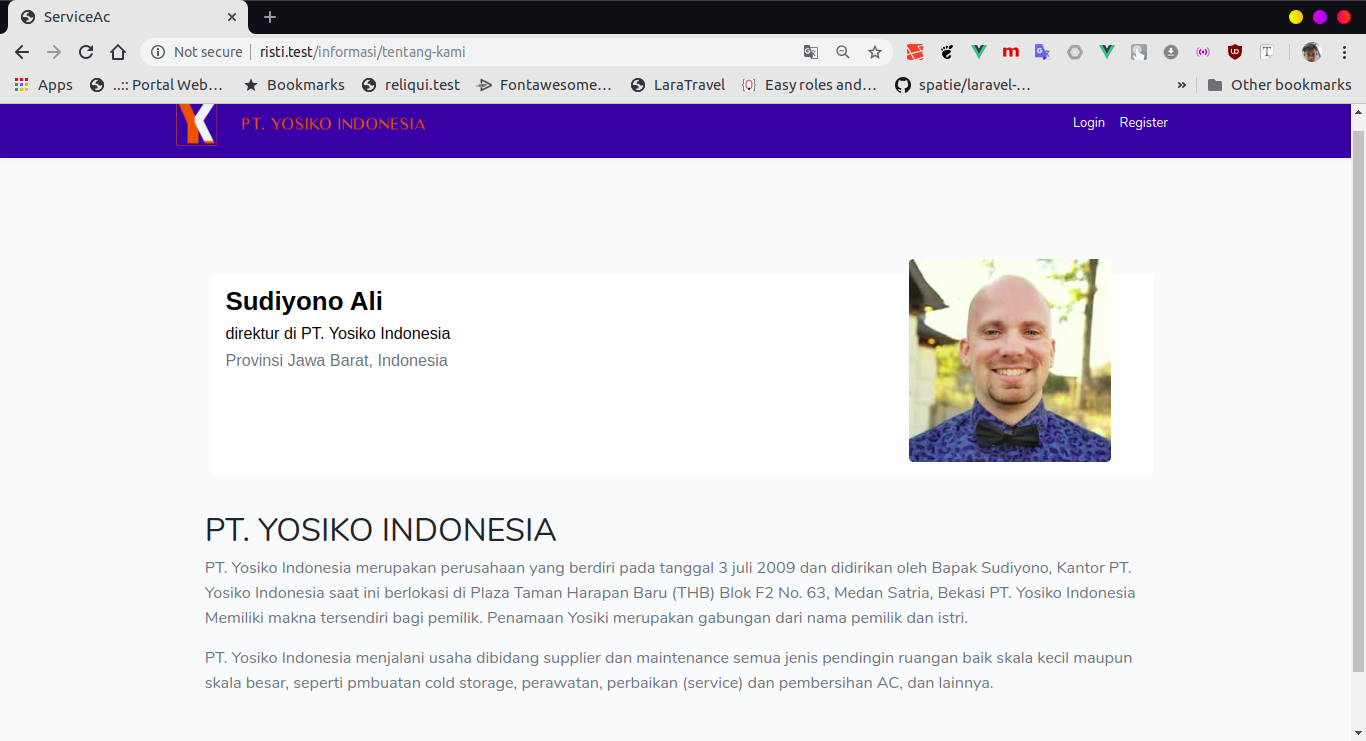 ServiceAc
Not secure risti.test/informasi/tentang-kami
Apps ..:: Portal Web… Bookmarks reliqui.test Fontawesome… LaraTravel Easy roles and… spatie/laravel-… » Other bookmarks
YK PT. YOSIKO INDONESIA Login Register
Sudiyono Ali
direktur di PT. Yosiko Indonesia
Provinsi Jawa Barat, Indonesia
PT. YOSIKO INDONESIA
PT. Yosiko Indonesia merupakan perusahaan yang berdiri pada tanggal 3 juli 2009 dan didirikan oleh Bapak Sudiyono, Kantor PT.
Yosiko Indonesia saat ini berlokasi di Plaza Taman Harapan Baru (THB) Blok F2 No. 63, Medan Satria, Bekasi PT. Yosiko Indonesia
Memiliki makna tersendiri bagi pemilik. Penamaan Yosiki merupakan gabungan dari nama pemilik dan istri.
PT. Yosiko Indonesia menjalani usaha dibidang supplier dan maintenance semua jenis pendingin ruangan baik skala kecil maupun
skala besar, seperti pmbuatan cold storage, perawatan, perbaikan (service) dan pembersihan AC, dan lainnya.